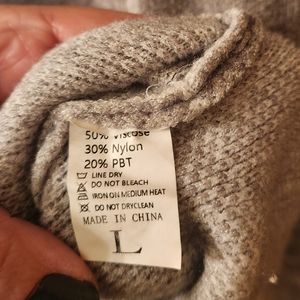 50% Viscose
30% Nylon
20% PBT
LINE DRY
DO NOT BLEACH
IRON ON MEDIUM HEAT
DO NOT DRYCLEAN
MADE IN CHINA
L